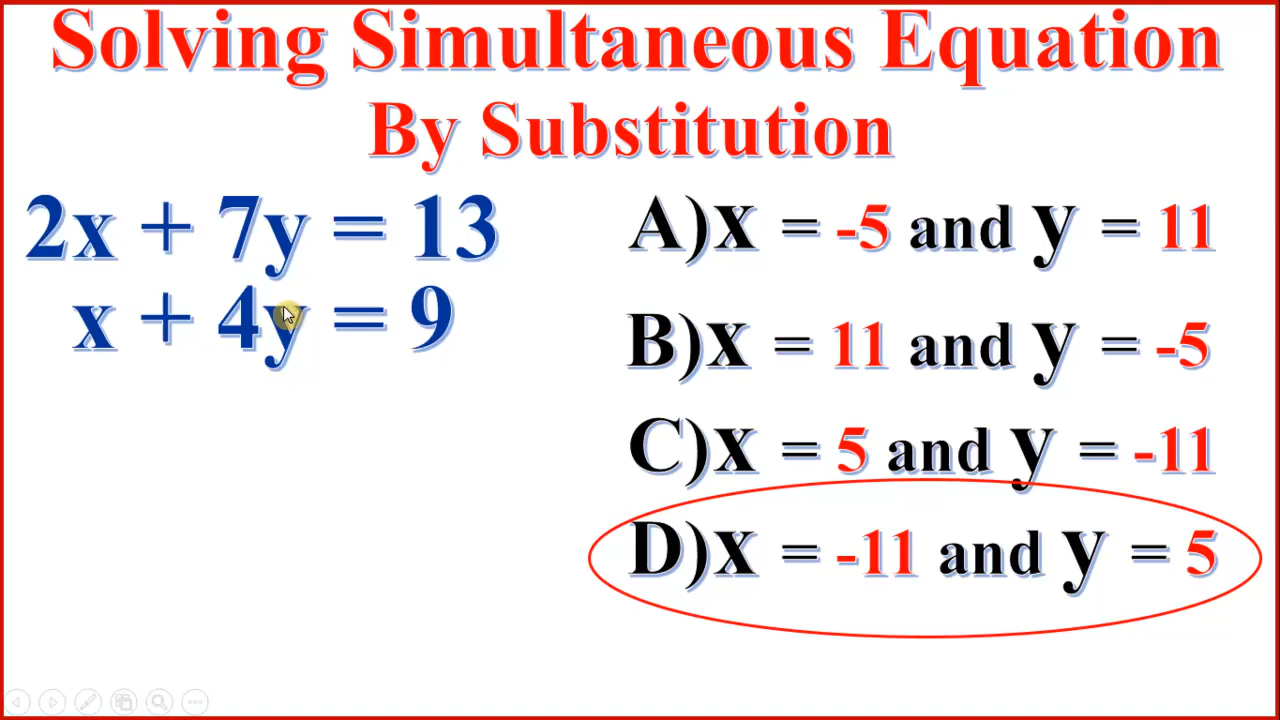 Solving Simultaneous Equation
By Substitution
2x + 7y = 13
x + 4y = 9
A)x = -5 and y = 11
B)x = 11 and y = -5
C)x = 5 and y = -11
D)x = -11 and y = 5